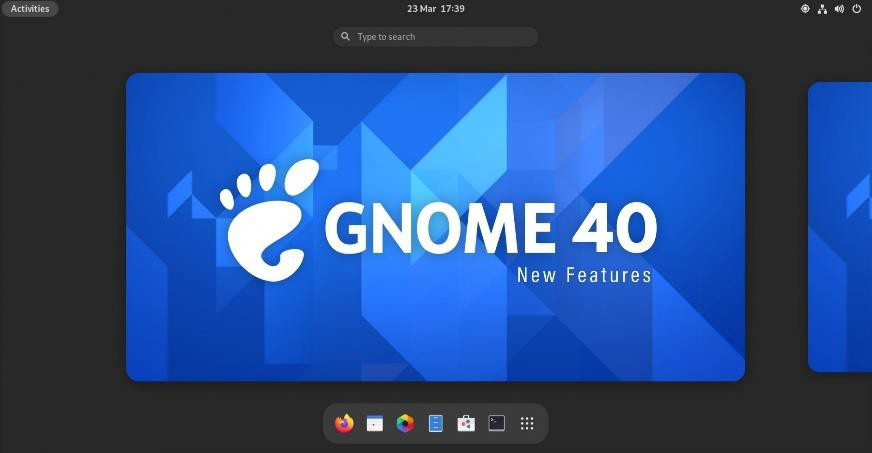 Activities
23 Mar 17:39
Type to search
GNOME 40
New Features